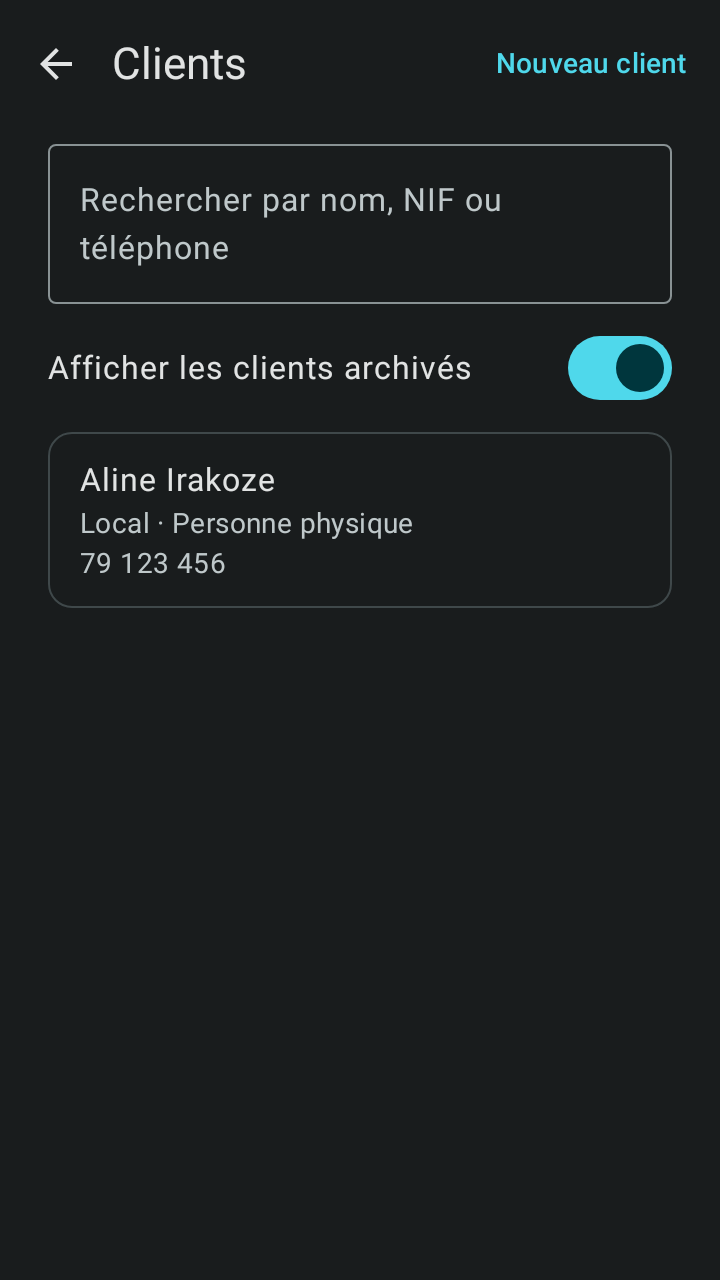 Clients
Nouveau client
Rechercher par nom, NIF ou
téléphone
Afficher les clients archivés
Aline Irakoze
Local · Personne physique
79 123 456